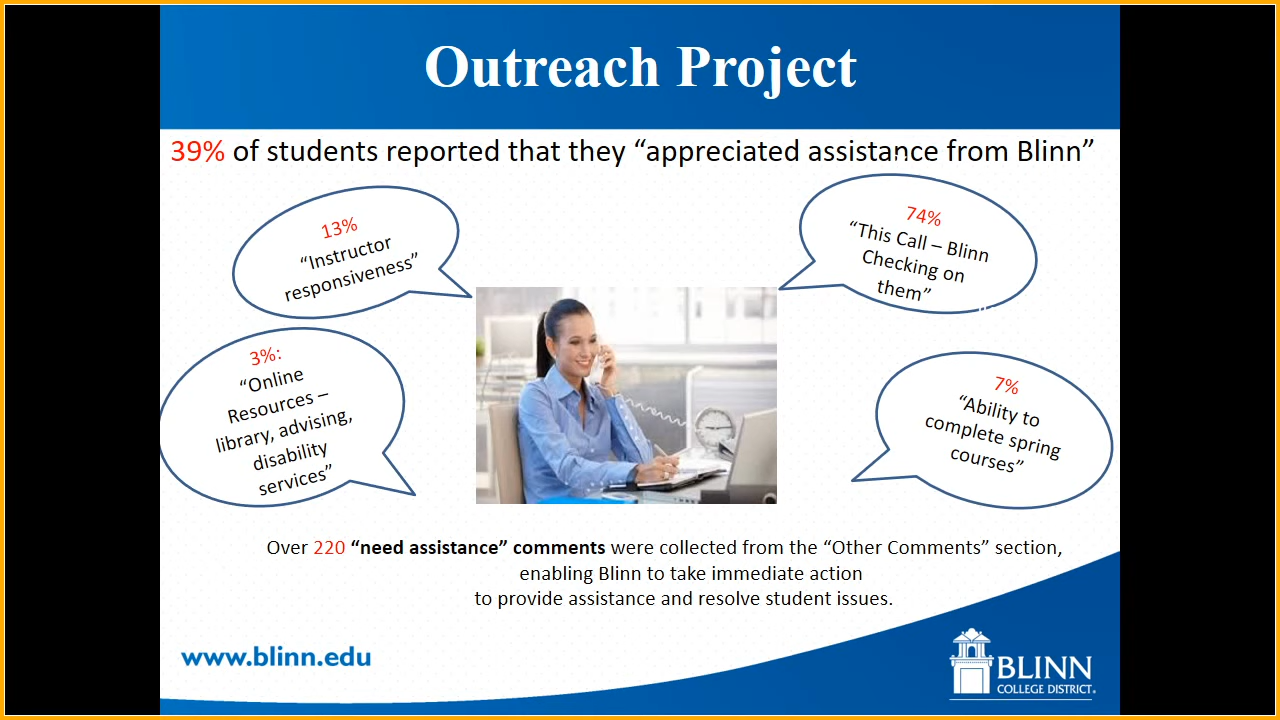 Outreach Project
39% of students reported that they “appreciated assistance from Blinn”
13%
“Instructor
responsiveness”
74%
“This Call – Blinn
Checking on
them”
3%:
“Online
Resources –
library, advising,
disability
services”
7%
“Ability to
complete spring
courses”
Over 220 “need assistance” comments were collected from the “Other Comments” section,
enabling Blinn to take immediate action
to provide assistance and resolve student issues.
www.blinn.edu
BLINN
COLLEGE DISTRICT.